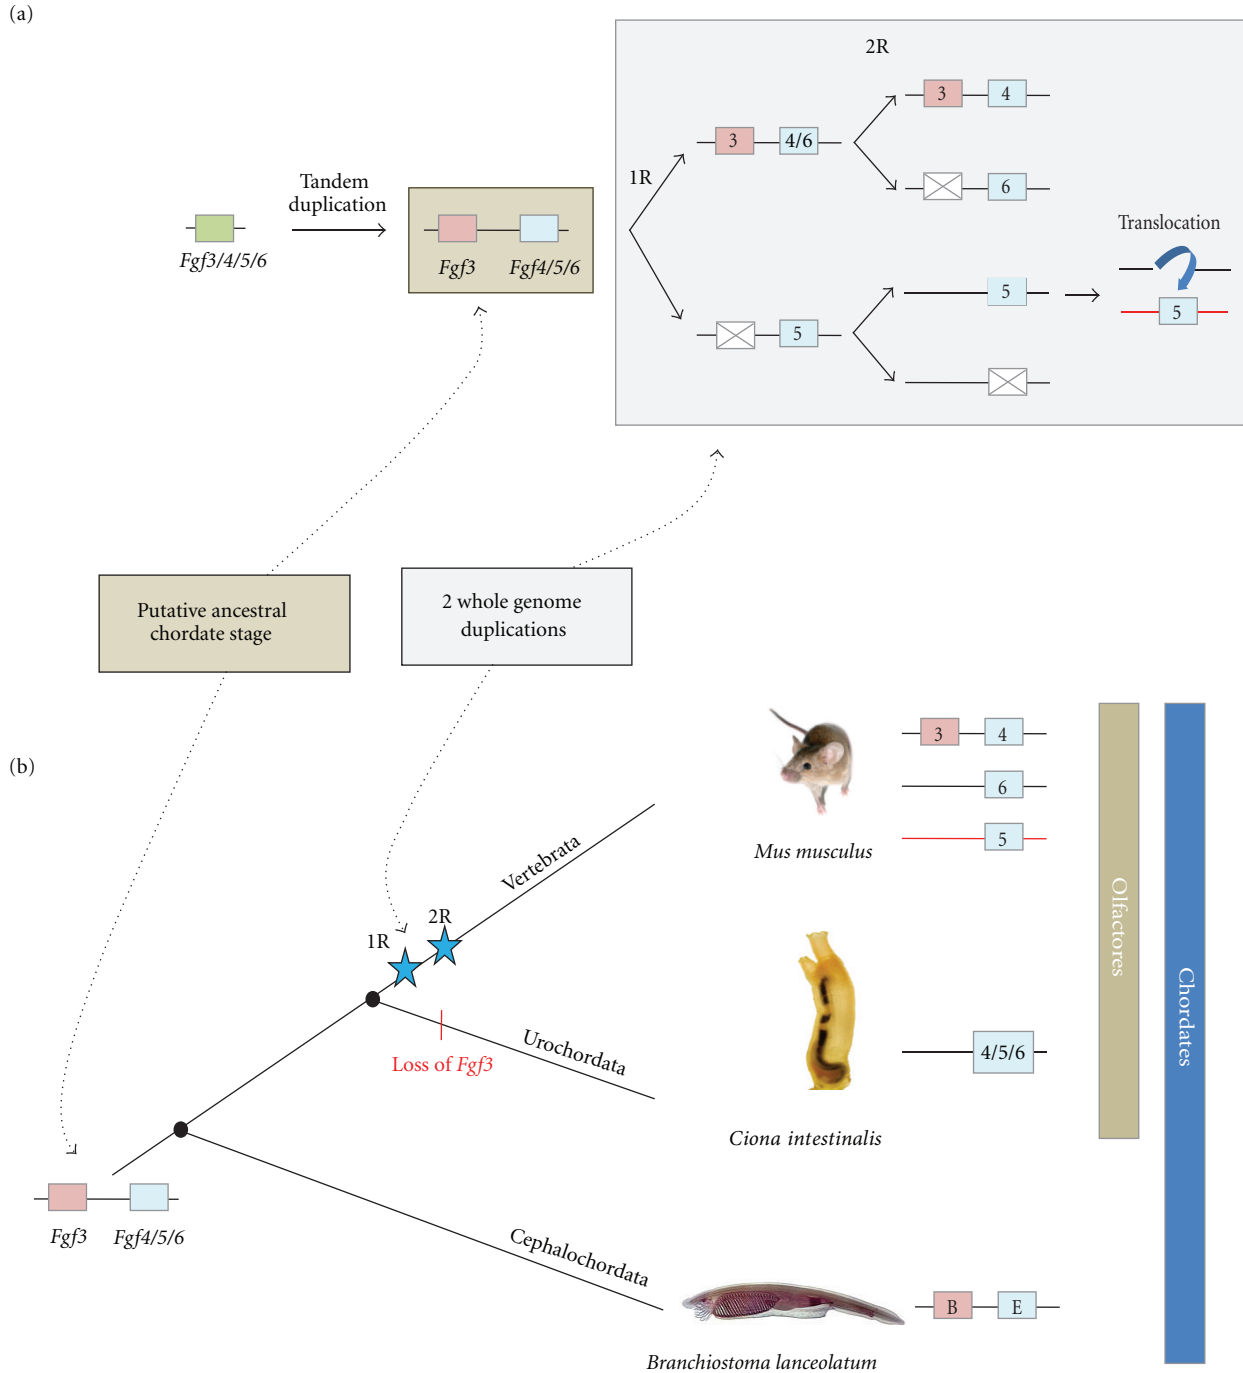 (a)
2R
3 4
3 4/6
1R
6
Tandem
duplication
Translocation
Fgf3/4/5/6
Fgf3 Fgf4/5/6
5
5
5
Putative ancestral
chordate stage
2 whole genome
duplications
(b)
3 4
6
5
Mus musculus
Vertebrata
2R
1R
Olfactores
Chordates
Loss of Fgf3
Urochordata
4/5/6
Ciona intestinalis
Fgf3 Fgf4/5/6
Cephalochordata
B E
Branchiostoma lanceolatum